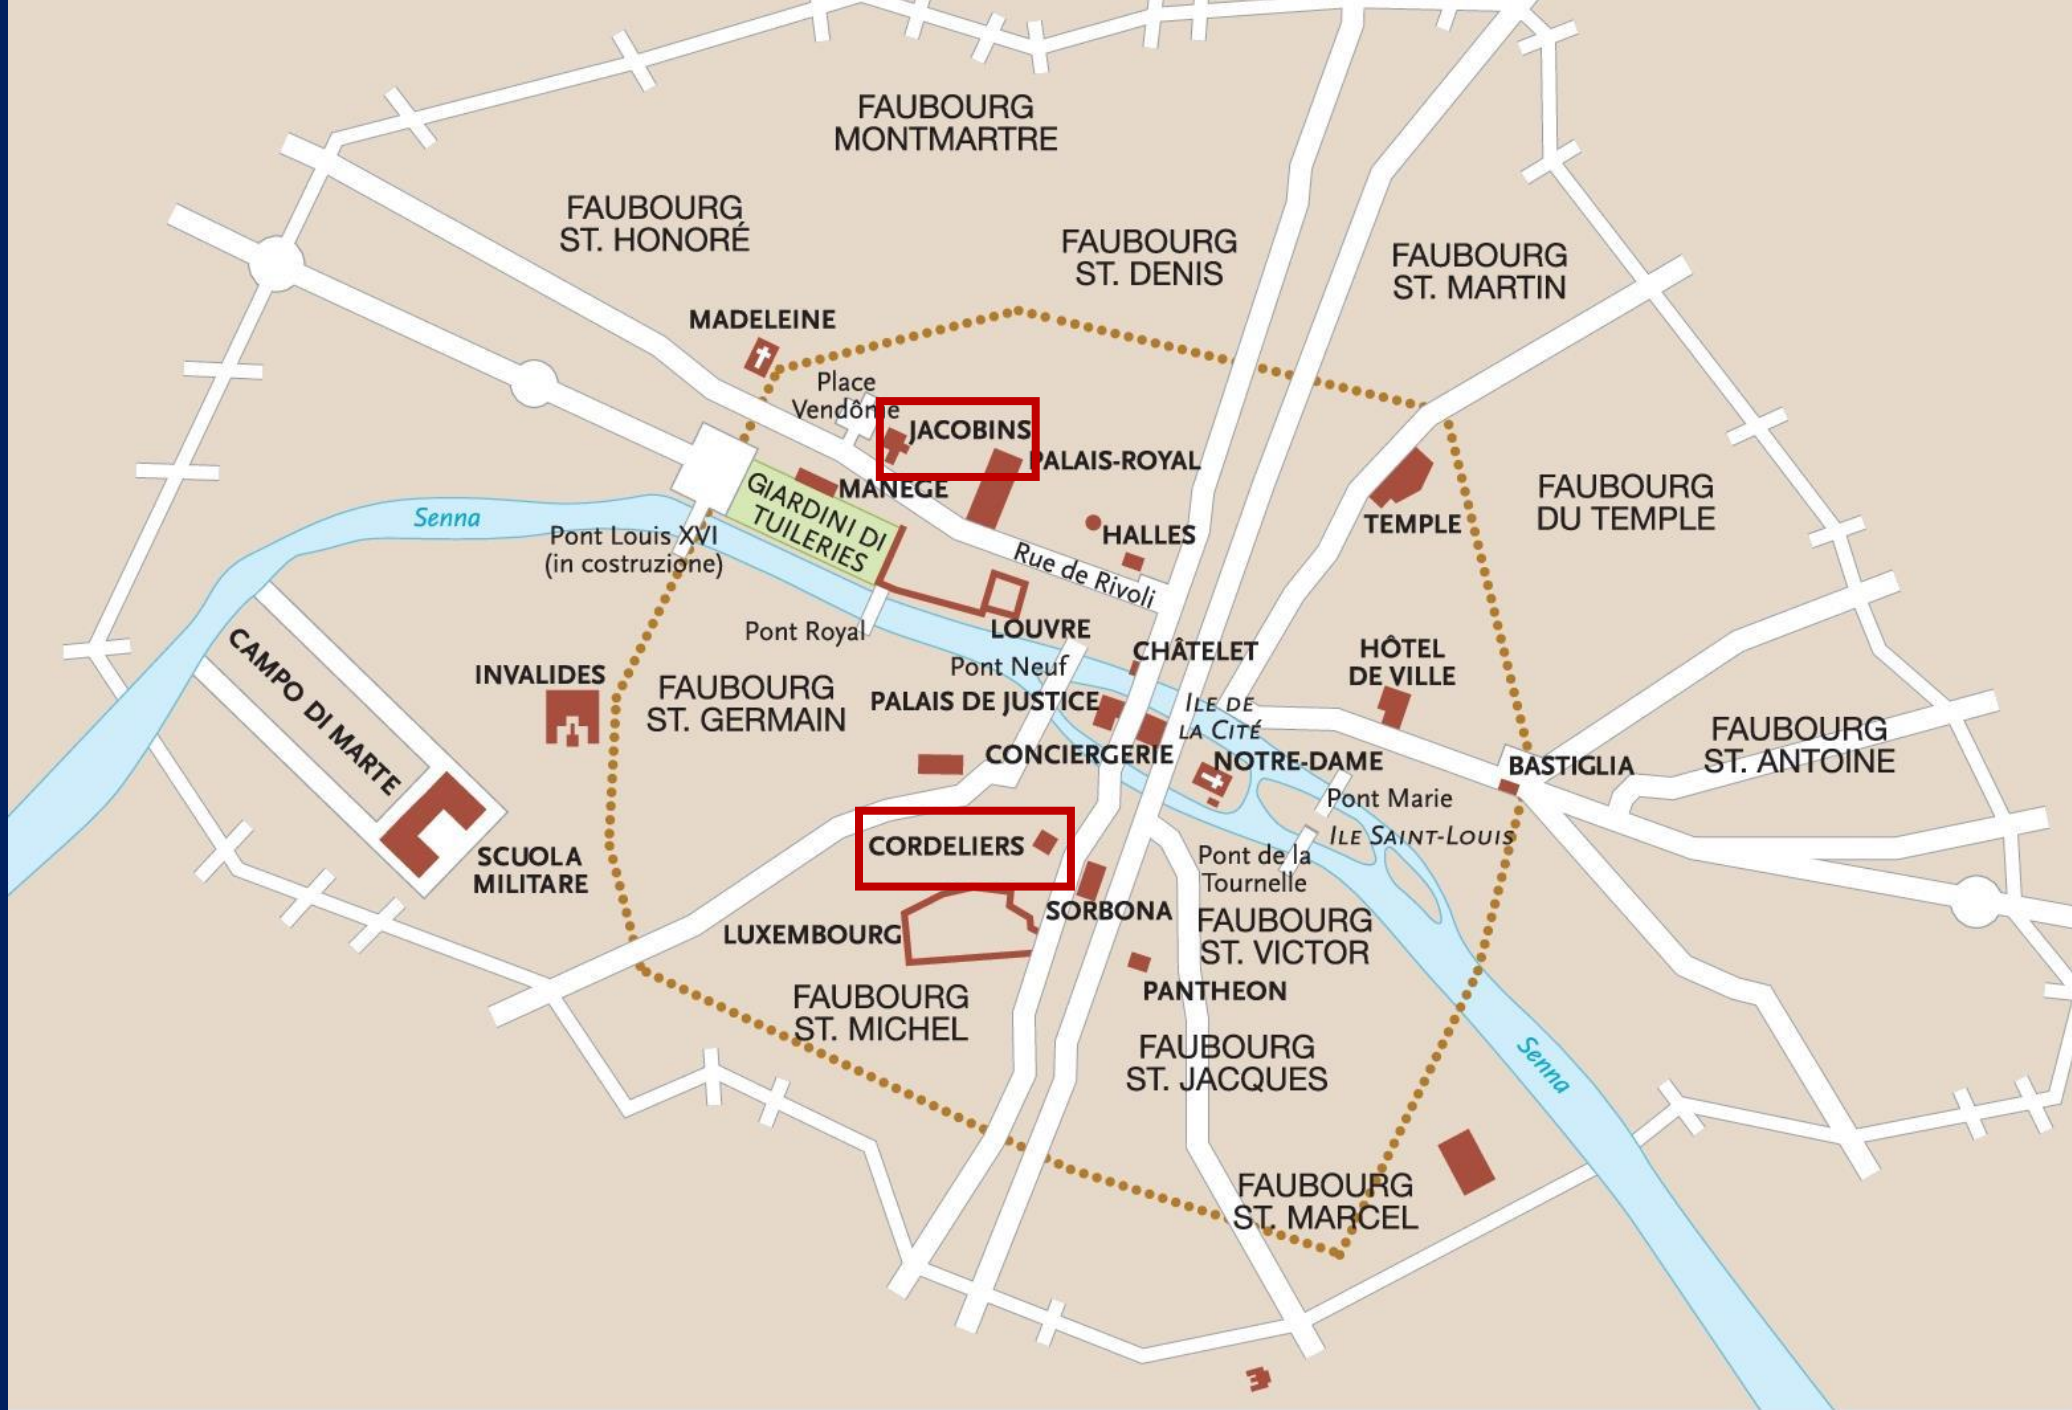 FAUBOURG
MONTMARTRE
FAUBOURG
ST. HONORÉ
FAUBOURG
ST. DENIS
FAUBOURG
ST. MARTIN
MADELEINE
Place
Vendôme
JACOBINS
PALAIS-ROYAL
MANEGE
GIARDINI DI
TUILERIES
Senna
Pont Louis XVI
(in costruzione)
HALLES
Rue de Rivoli
TEMPLE
FAUBOURG
DU TEMPLE
Pont Royal
LOUVRE
Pont Neuf
CHÂTELET
HÔTEL
DE VILLE
CAMPO DI MARTE
INVALIDES
FAUBOURG
ST. GERMAIN
PALAIS DE JUSTICE
ILE DE
LA CITÉ
CONCIERGERIE
NOTRE-DAME
BASTIGLIA
FAUBOURG
ST. ANTOINE
Pont Marie
ILE SAINT-LOUIS
SCUOLA
MILITARE
CORDELIERS
Pont de la
Tournelle
SORBONA
LUXEMBOURG
FAUBOURG
ST. VICTOR
PANTHEON
FAUBOURG
ST. MICHEL
FAUBOURG
ST. JACQUES
Senna
FAUBOURG
ST. MARCEL